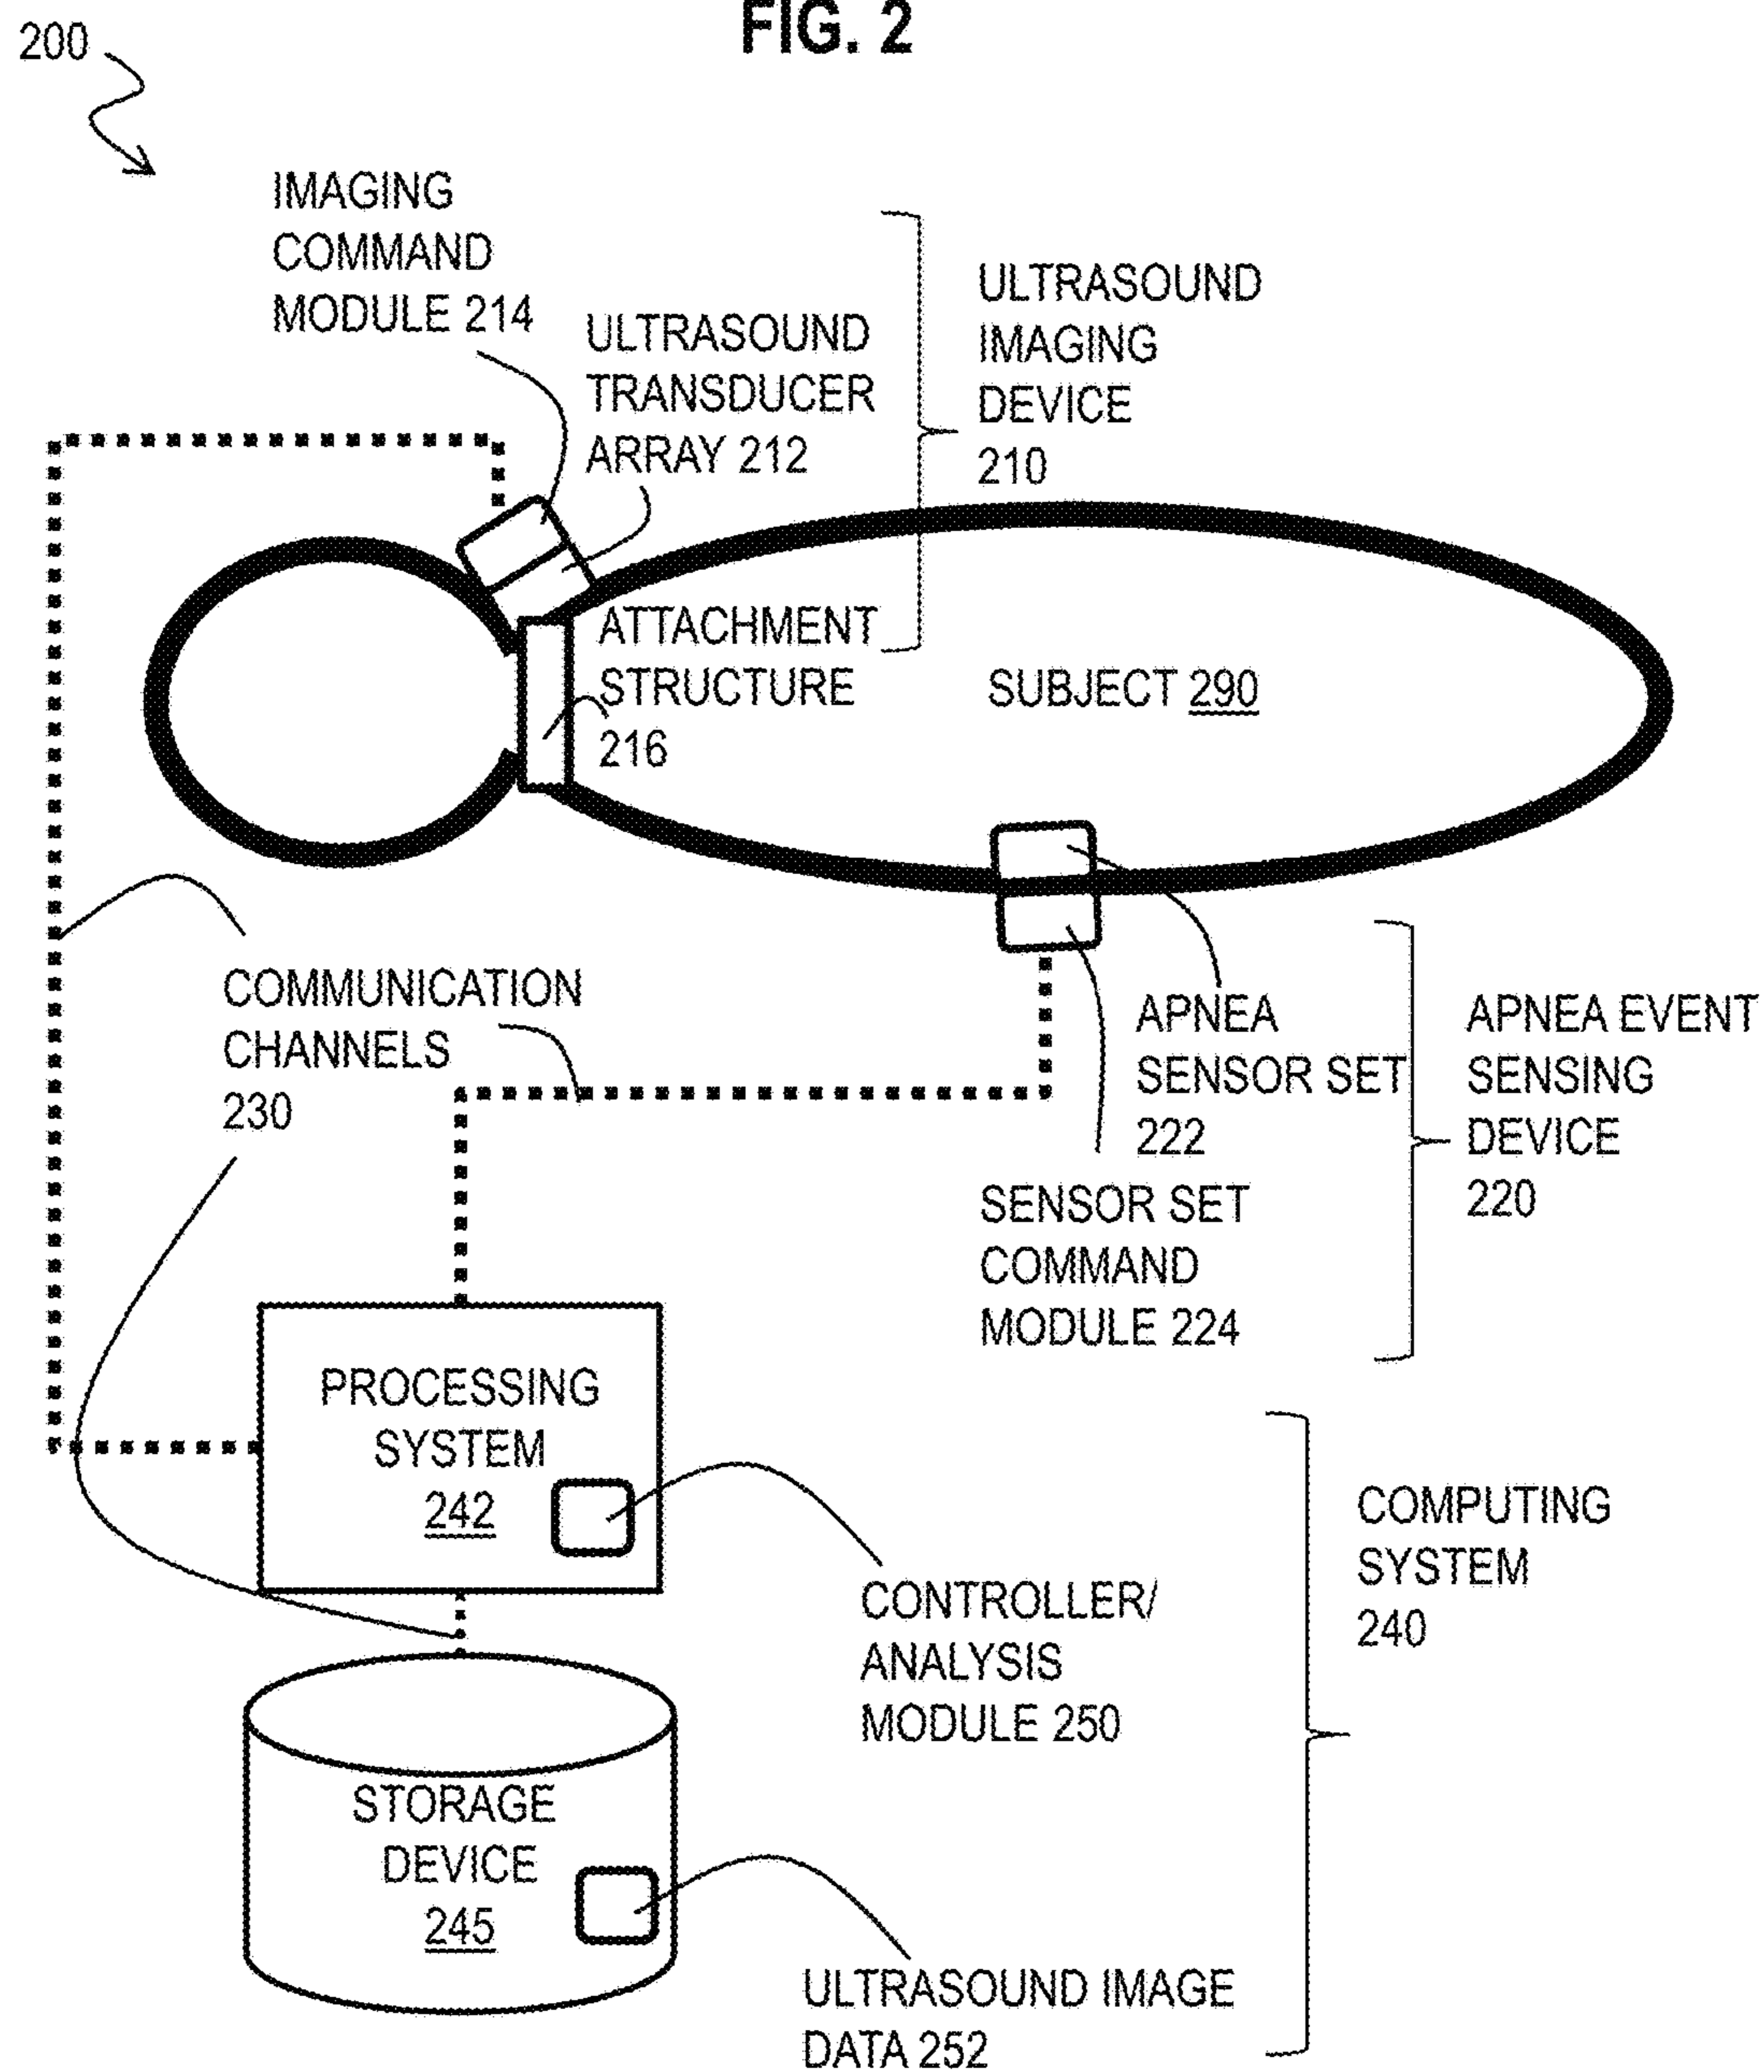 FIG. 2
200
IMAGING
COMMAND
MODULE 214
ULTRASOUND
TRANSDUCER
ARRAY 212
ULTRASOUND
IMAGING
DEVICE
210
ATTACHMENT
STRUCTURE
216
SUBJECT 290
COMMUNICATION
CHANNELS
230
APNEA
SENSOR SET
222
SENSOR SET
COMMAND
MODULE 224
APNEA EVENT
SENSING
DEVICE
220
PROCESSING
SYSTEM
242
CONTROLLER/
ANALYSIS
MODULE 250
COMPUTING
SYSTEM
240
STORAGE
DEVICE
245
ULTRASOUND IMAGE
DATA 252